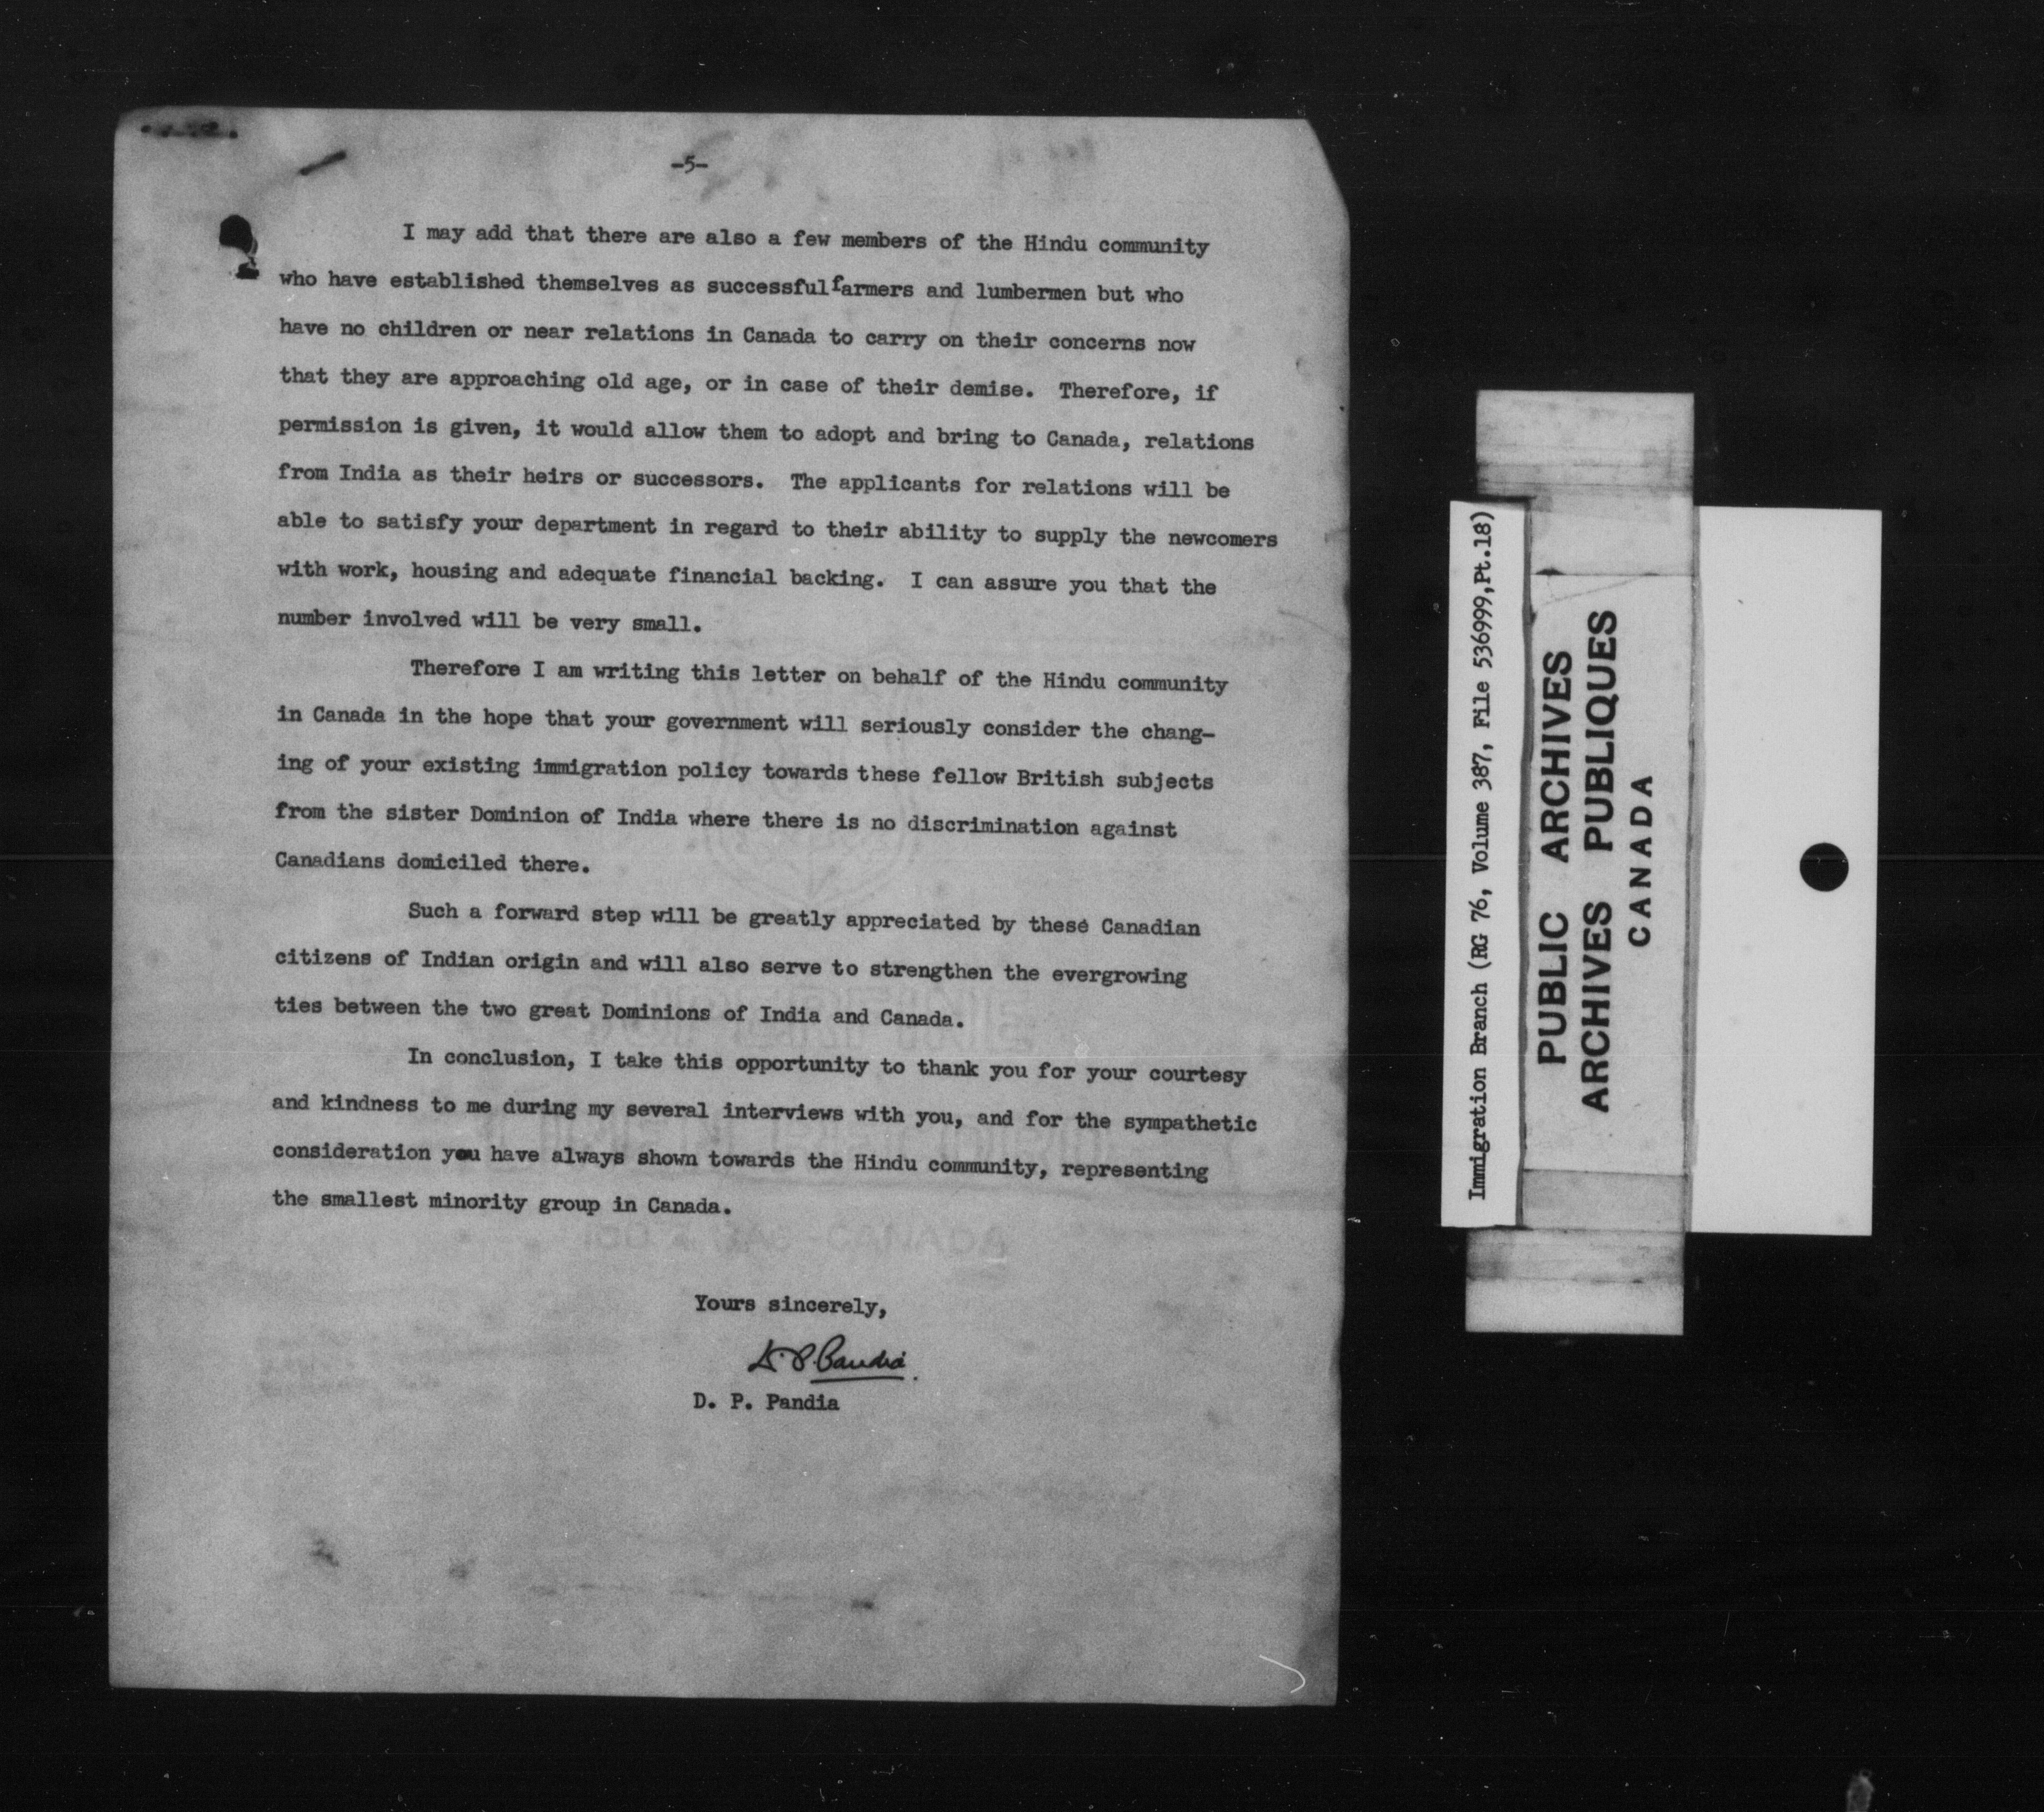 -5-
I may add that there are also a few members of the Hindu community
who have established themselves as successful farmers and lumbermen but who
have no children or near relations in Canada to carry on their concerns now
that they are approaching old age, or in case of their demise. Therefore, if
permission is given, it would allow them to adopt and bring to Canada, relations
from India as their heirs or successors. The applicants for relations will be
able to satisfy your department in regard to their ability to supply the newcomers
with work, housing and adequate financial backing. I can assure you that the
number involved will be very small.
Therefore I am writing this letter on behalf of the Hindu community
in Canada in the hope that your government will seriously consider the chang-
ing of your existing immigration policy towards these fellow British subjects
from the sister Dominion of India where there is no discrimination against
Canadians domiciled there.
Such a forward step will be greatly appreciated by these Canadian
citizens of Indian origin and will also serve to strengthen the evergrowing
ties between the two great Dominions of India and Canada.
In conclusion, I take this opportunity to thank you for your courtesy
and kindness to me during my several interviews with you, and for the sympathetic
consideration you have always shown towards the Hindu community, representing
the smallest minority group in Canada.
Yours sincerely,
D. P. Pandia
D. P. Pandia
Immigration Branch (RG 76, Volume 387, File 536999,Pt.18)
PUBLIC ARCHIVES
ARCHIVES PUBLIQUES
CANADA